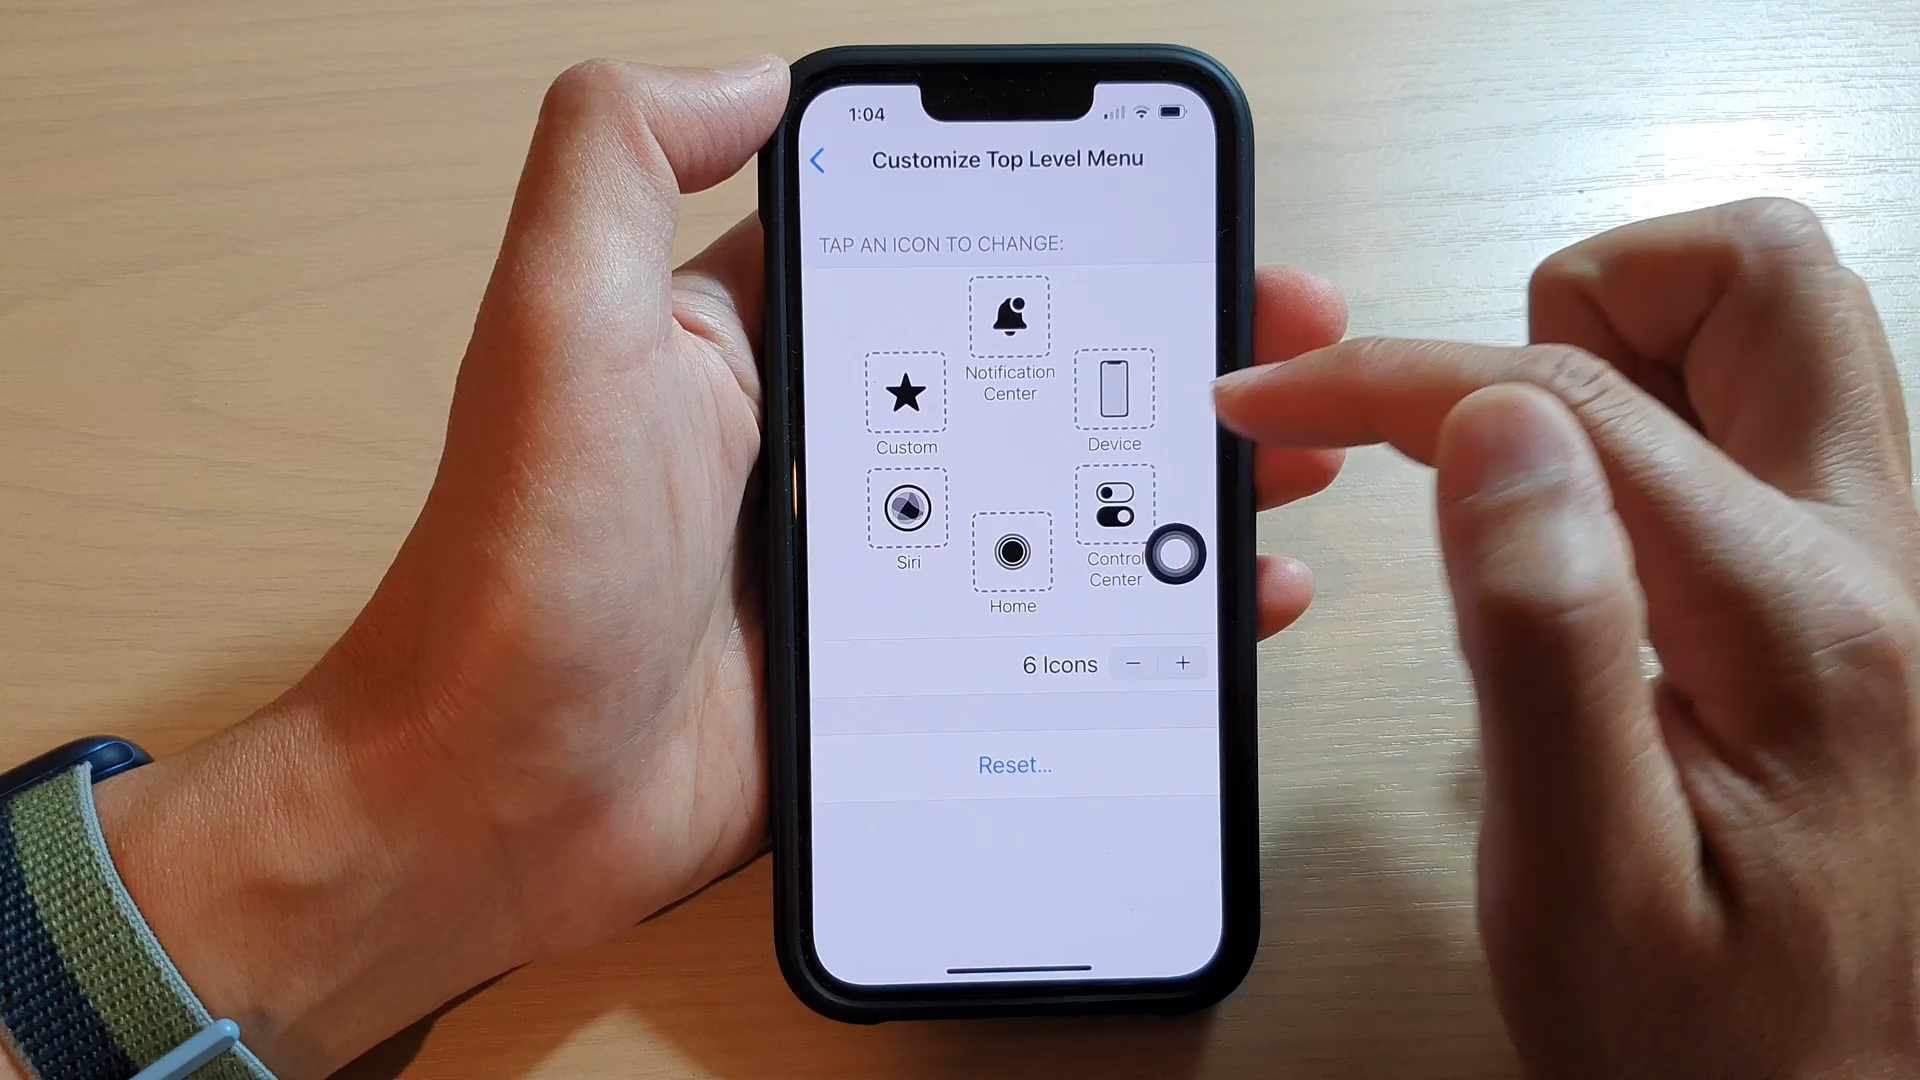 1:04
Customize Top Level Menu
TAP AN ICON TO CHANGE:
Notification
Center
Custom
Device
Siri
Home
Control
Center
6 Icons − +
Reset...